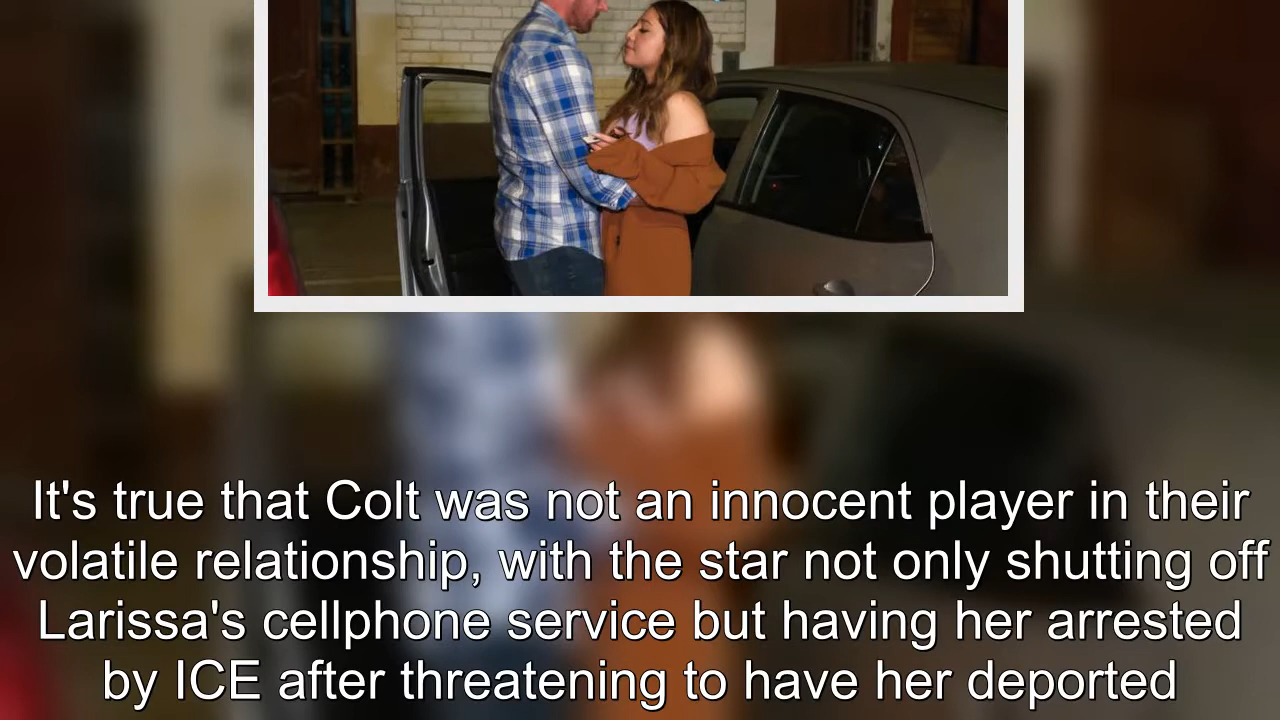 It's true that Colt was not an innocent player in their
volatile relationship, with the star not only shutting off
Larissa's cellphone service but having her arrested
by ICE after threatening to have her deported